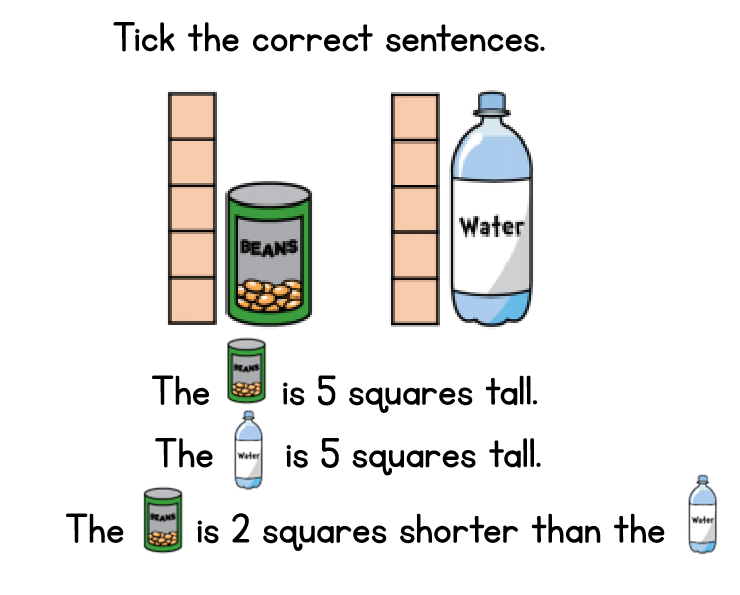 Tick the correct sentences.
BEANS
Water
BEANS
The is 5 squares tall.
Water
The is 5 squares tall.
BEANS
Water
The is 2 squares shorter than the